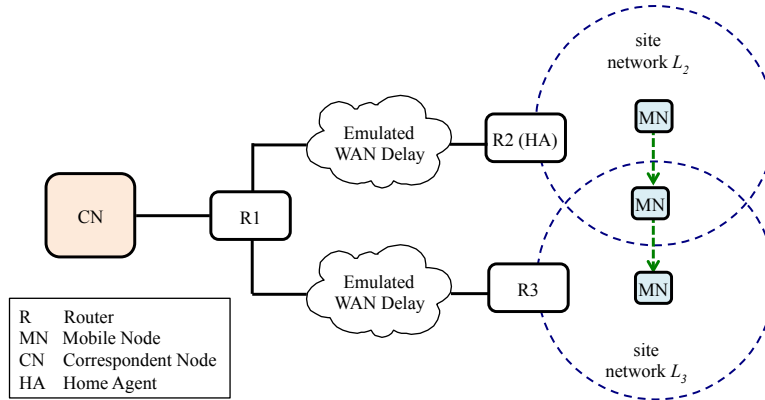 site
network L2
MN
Emulated
WAN Delay
R2 (HA)
CN
R1
MN
Emulated
WAN Delay
R3
MN
R Router
MN Mobile Node
CN Correspondent Node
HA Home Agent
site
network L3